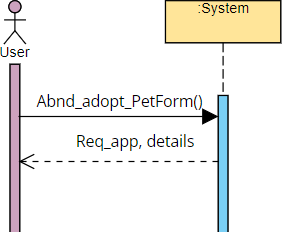 :System
User
Abnd_adopt_PetForm()
Req_app, details